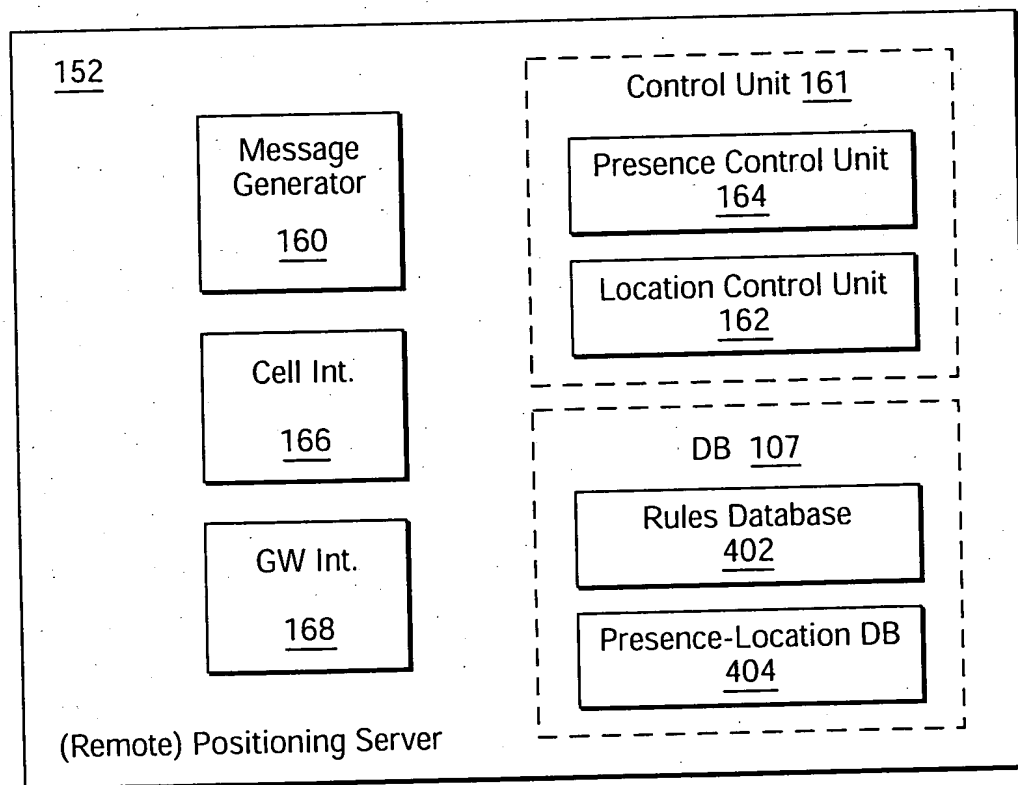 152
Message
Generator
160
Cell Int.
166
GW Int.
168
(Remote) Positioning Server
Control Unit 161
Presence Control Unit
164
Location Control Unit
162
DB 107
Rules Database
402
Presence-Location DB
404